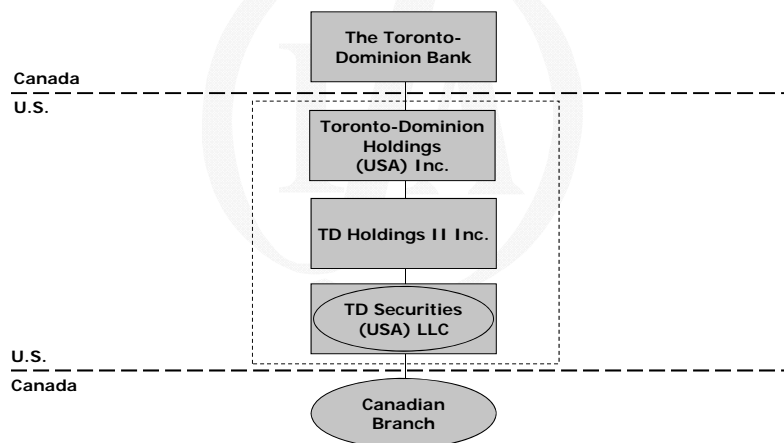 The Toronto-
Dominion Bank
Canada
U.S.
Toronto-Dominion
Holdings
(USA) Inc.
TD Holdings II Inc.
TD Securities
(USA) LLC
U.S.
Canada
Canadian
Branch